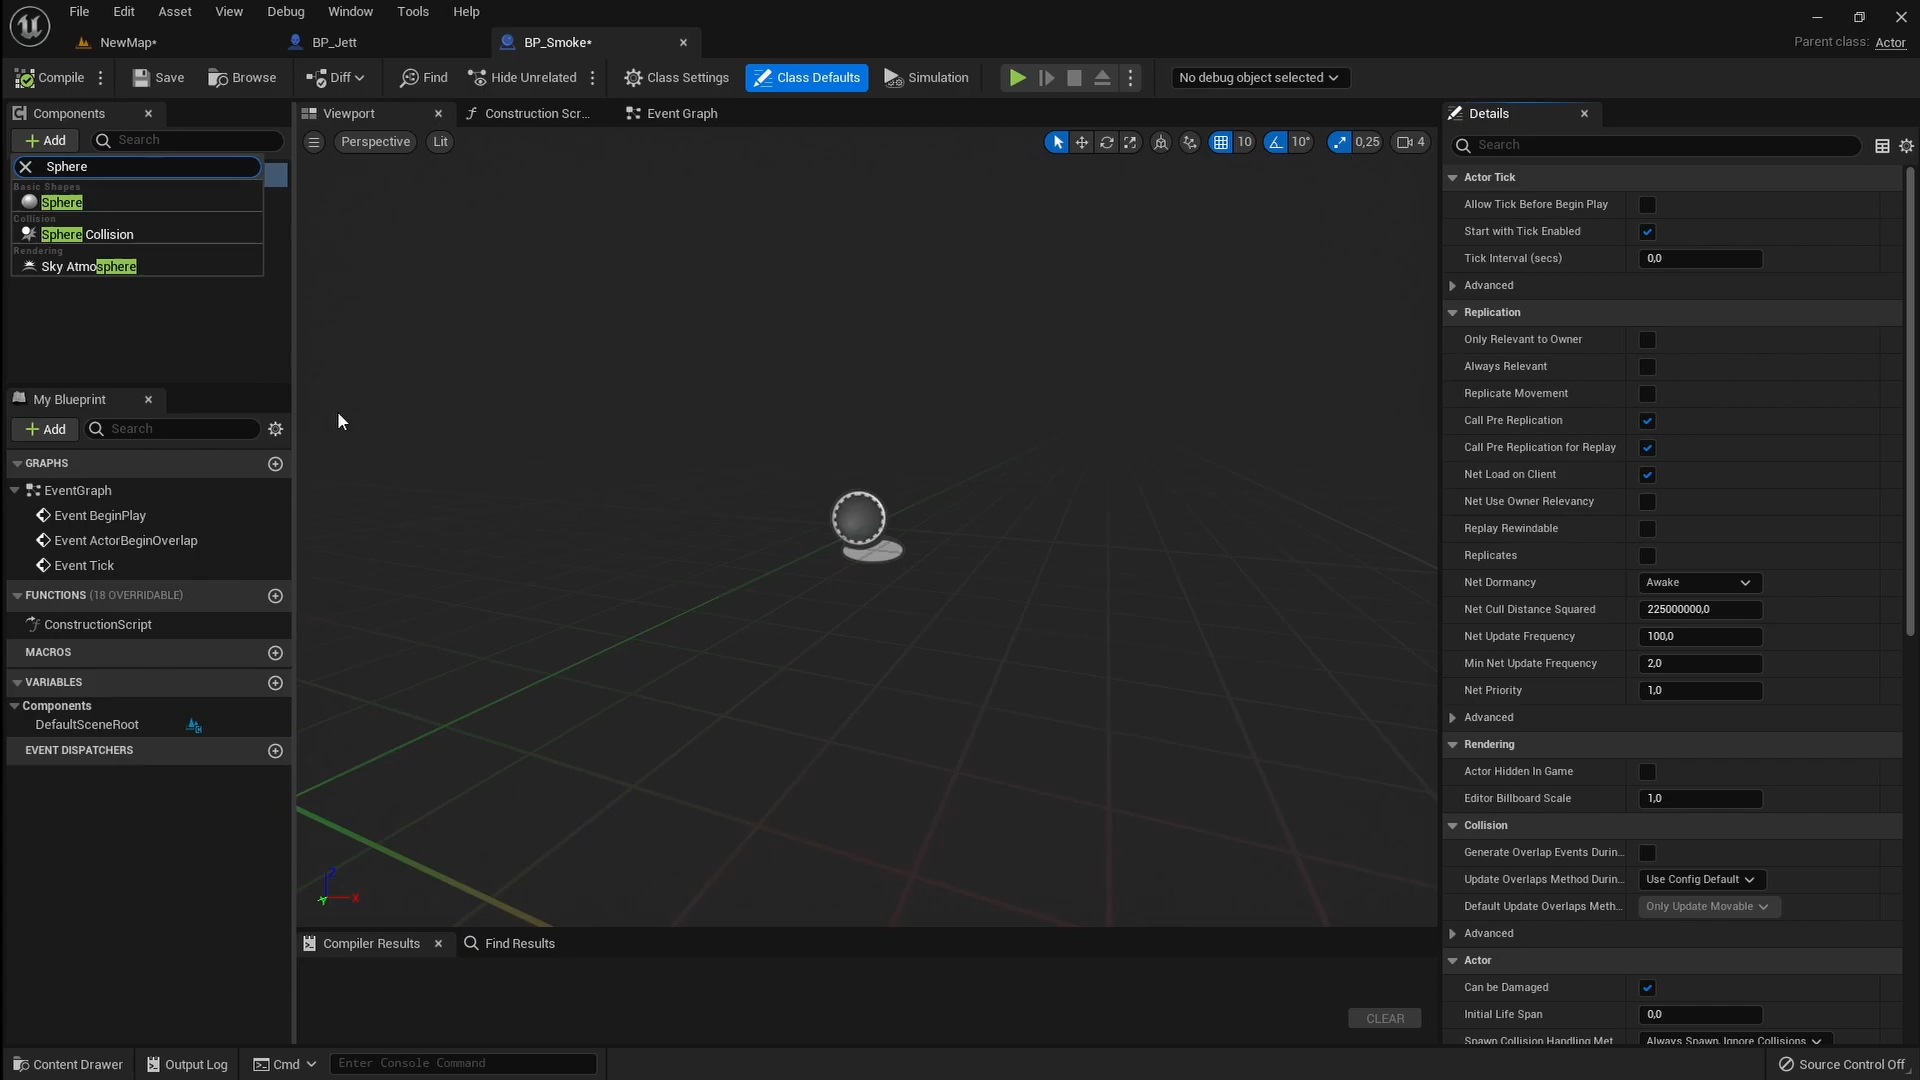 File Edit Asset View Debug Window Tools Help
NewMap* BP_Jett BP_Smoke* Parent class: Actor
Compile Save Browse Diff Find Hide Unrelated Class Settings Class Defaults Simulation No debug object selected
Components Viewport Construction Scr... Event Graph Details
Add Search Perspective Lit 10 10° 0,25 4 Search
Sphere
Basic Shapes
Sphere
Collision
Sphere Collision
Rendering
Sky Atmosphere
My Blueprint
Add Search
GRAPHS
EventGraph
Event BeginPlay
Event ActorBeginOverlap
Event Tick
FUNCTIONS (18 OVERRIDABLE)
ConstructionScript
MACROS
VARIABLES
Components
DefaultSceneRoot
EVENT DISPATCHERS
X
Compiler Results Find Results
CLEAR
Actor Tick
Allow Tick Before Begin Play
Start with Tick Enabled
Tick Interval (secs) 0,0
Advanced
Replication
Only Relevant to Owner
Always Relevant
Replicate Movement
Call Pre Replication
Call Pre Replication for Replay
Net Load on Client
Net Use Owner Relevancy
Replay Rewindable
Replicates
Net Dormancy Awake
Net Cull Distance Squared 225000000,0
Net Update Frequency 100,0
Min Net Update Frequency 2,0
Net Priority 1,0
Advanced
Rendering
Actor Hidden In Game
Editor Billboard Scale 1,0
Collision
Generate Overlap Events Durin...
Update Overlaps Method Durin... Use Config Default
Default Update Overlaps Meth... Only Update Movable
Advanced
Actor
Can be Damaged
Initial Life Span 0,0
Spawn Collision Handling Met Always Spawn, Ignore Collisions
Content Drawer Output Log Cmd Enter Console Command Source Control Off